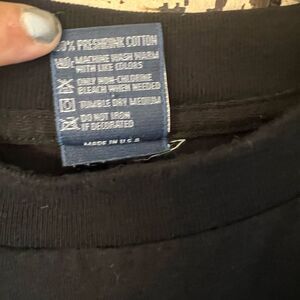 0% PRESHRUNK COTTON
MACHINE WASH WARM
WITH LIKE COLORS
ONLY NON-CHLORINE
BLEACH WHEN NEEDED
TUMBLE DRY MEDIUM
DO NOT IRON
IF DECORATED
MADE IN U.S.A.